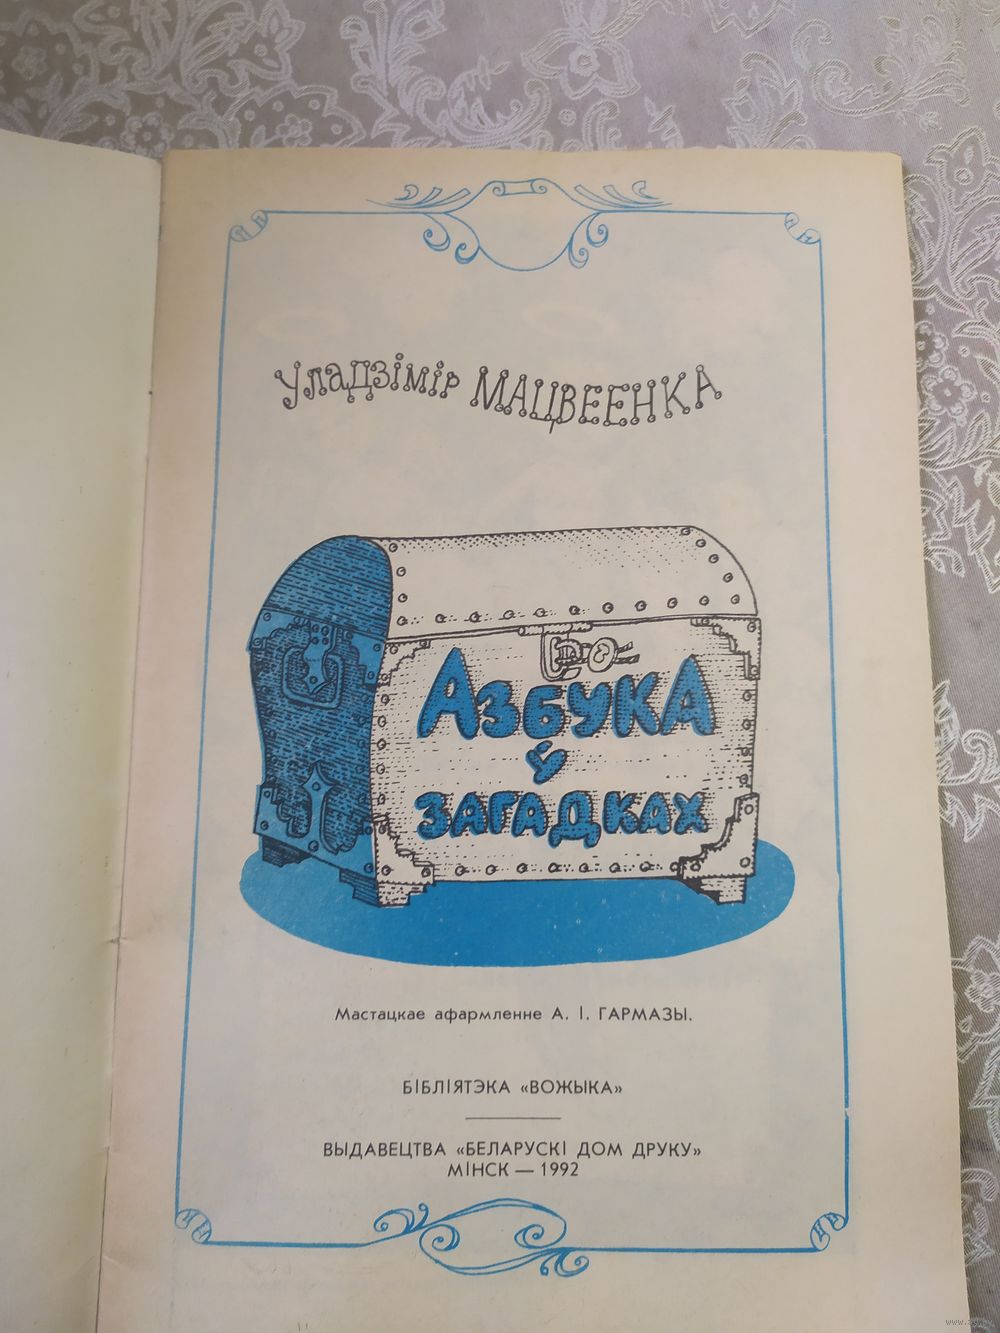 Уладзімір МАЦВЕЕНКА
АЗБУКА
Ў
ЗАГАДКАХ
Мастацкае афармленне А. І. ГАРМАЗЫ.
БІБЛІЯТЭКА «ВОЖЫКА»
ВЫДАВЕЦТВА «БЕЛАРУСКІ ДОМ ДРУКУ»
МІНСК — 1992